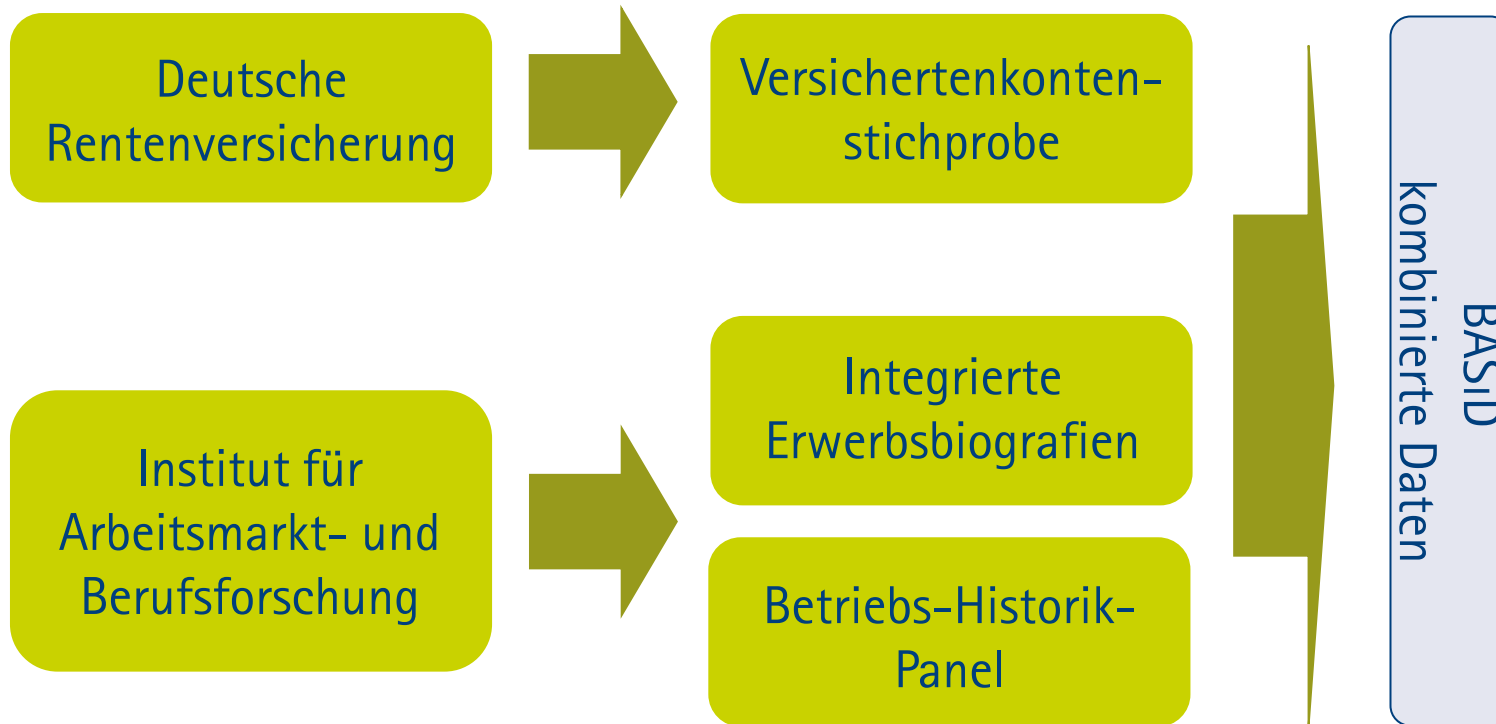 Deutsche
Rentenversicherung
Versichertenkonten-
stichprobe
Institut für
Arbeitsmarkt- und
Berufsforschung
Integrierte
Erwerbsbiografien
Betriebs-Historik-
Panel
BASiD
kombinierte Daten